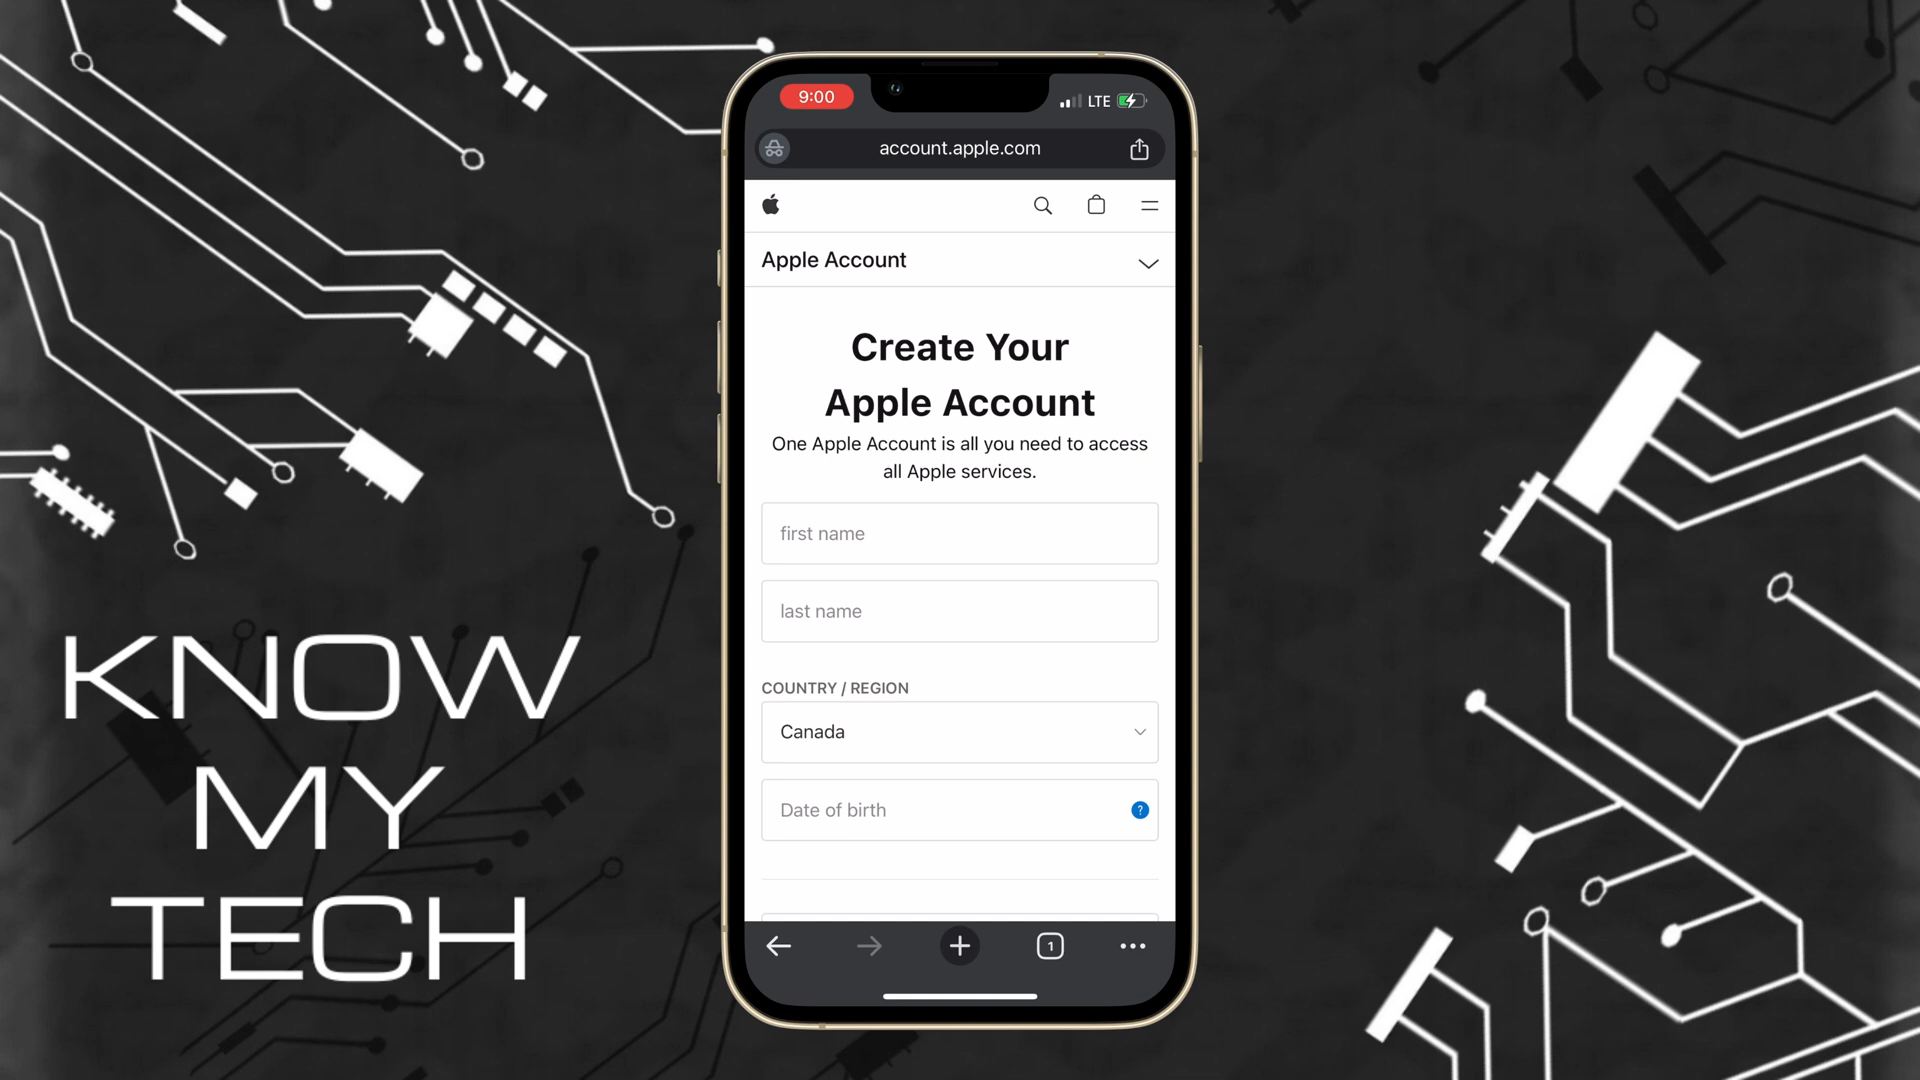 9:00
LTE
account.apple.com
Apple Account
Create Your
Apple Account
One Apple Account is all you need to access
all Apple services.
first name
last name
COUNTRY / REGION
Canada
Date of birth
?
1
KNOW
MY
TECH